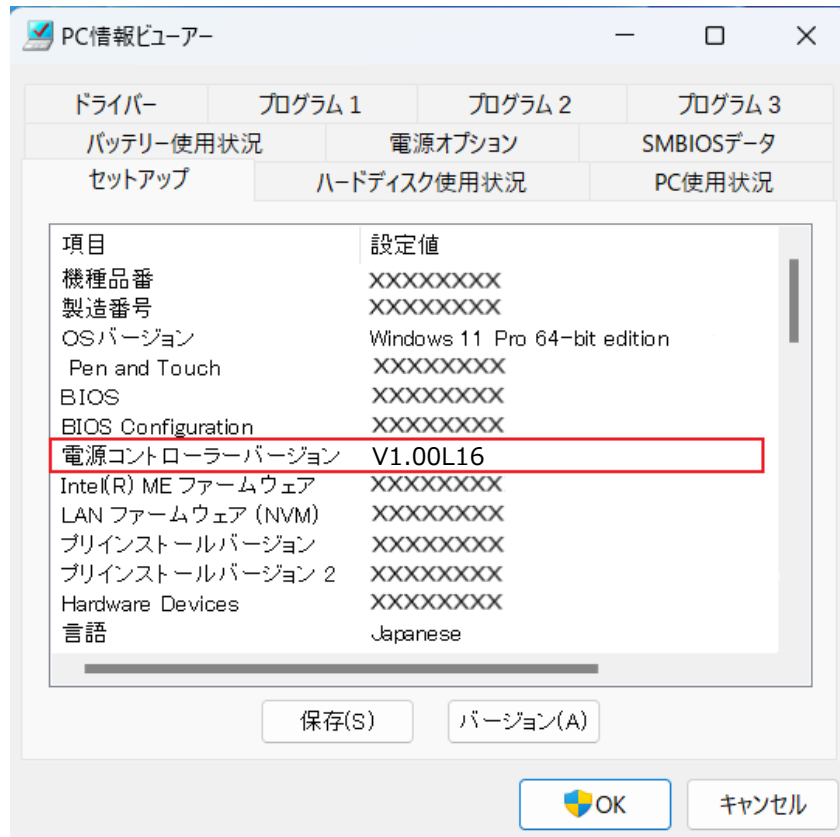 PC情報ビューアー
ドライバー プログラム 1 プログラム 2 プログラム 3
バッテリー使用状況 電源オプション SMBIOSデータ
セットアップ ハードディスク使用状況 PC使用状況
項目 設定値
機種品番 XXXXXXXX
製造番号 XXXXXXXX
OSバージョン Windows 11 Pro 64-bit edition
Pen and Touch XXXXXXXX
BIOS XXXXXXXX
BIOS Configuration XXXXXXXX
電源コントローラーバージョン V1.00L16
Intel(R) ME ファームウェア XXXXXXXX
LAN ファームウェア (NVM) XXXXXXXX
プリインストールバージョン XXXXXXXX
プリインストールバージョン 2 XXXXXXXX
Hardware Devices XXXXXXXX
言語 Japanese
保存(S) バージョン(A)
OK キャンセル